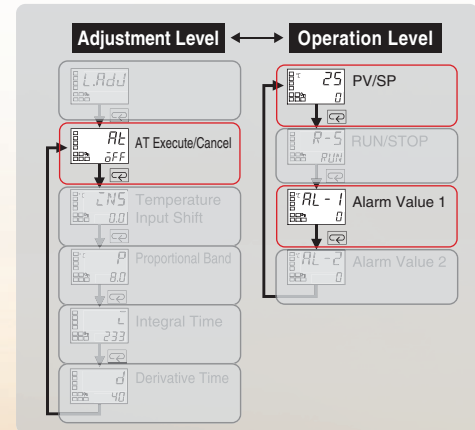 Adjustment Level
Operation Level
L.AdJ
At
oFF
AT Execute/Cancel
INS
0.0
Temperature
Input Shift
P
8.0
Proportional Band
i
233
Integral Time
d
40
Derivative Time
°C
25
0
PV/SP
R-S
RUN
RUN/STOP
AL-1
0
Alarm Value 1
AL-2
0
Alarm Value 2